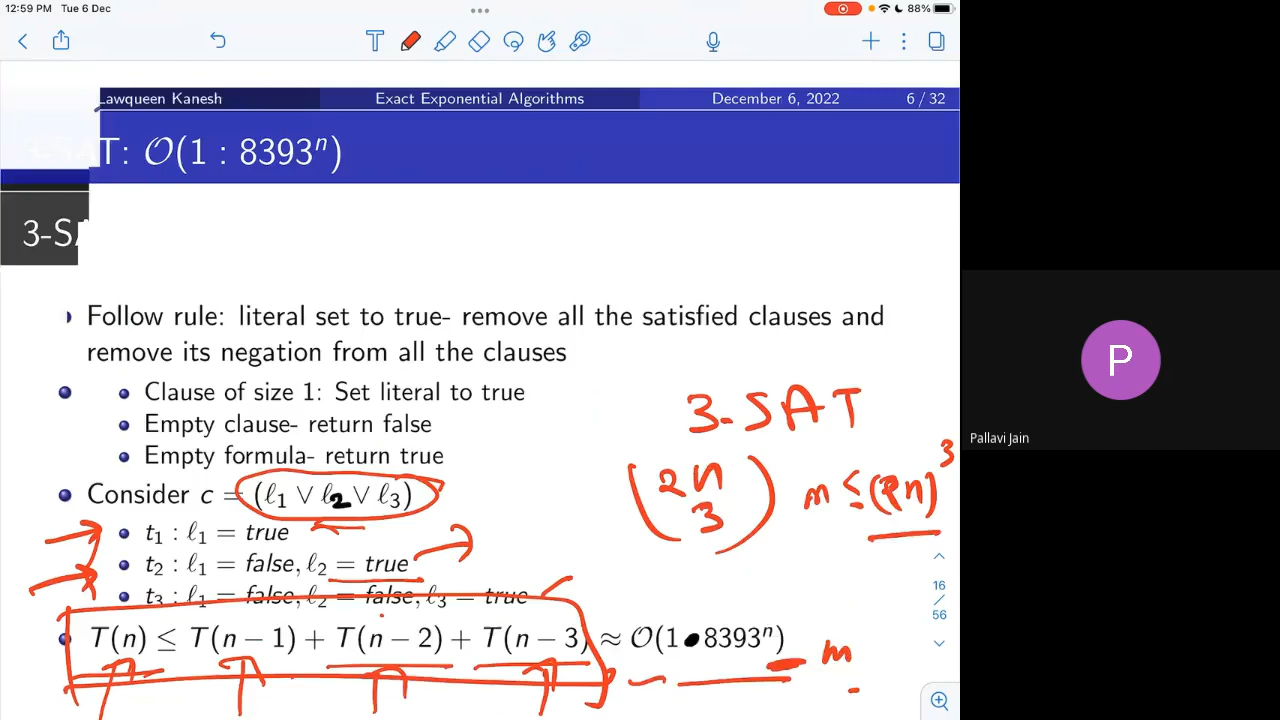 12:59 PM Tue 6 Dec
88%
Lawqueen Kanesh Exact Exponential Algorithms December 6, 2022 6 / 32
AT: O(1 : 8393ⁿ)
3-SA
Follow rule: literal set to true- remove all the satisfied clauses and
remove its negation from all the clauses
Clause of size 1: Set literal to true
Empty clause- return false
Empty formula- return true
Consider c = (ℓ₁ ∨ ℓ₂ ∨ ℓ₃)
t₁ : ℓ₁ = true
t₂ : ℓ₁ = false, ℓ₂ = true
t₃ : ℓ₁ = false, ℓ₂ = false, ℓ₃ = true
T(n) ≤ T(n − 1) + T(n − 2) + T(n − 3) ≈ O(1.8393ⁿ)
3-SAT
(2n
3) m ≤ (2n)³
m
16
/
56
P
Pallavi Jain